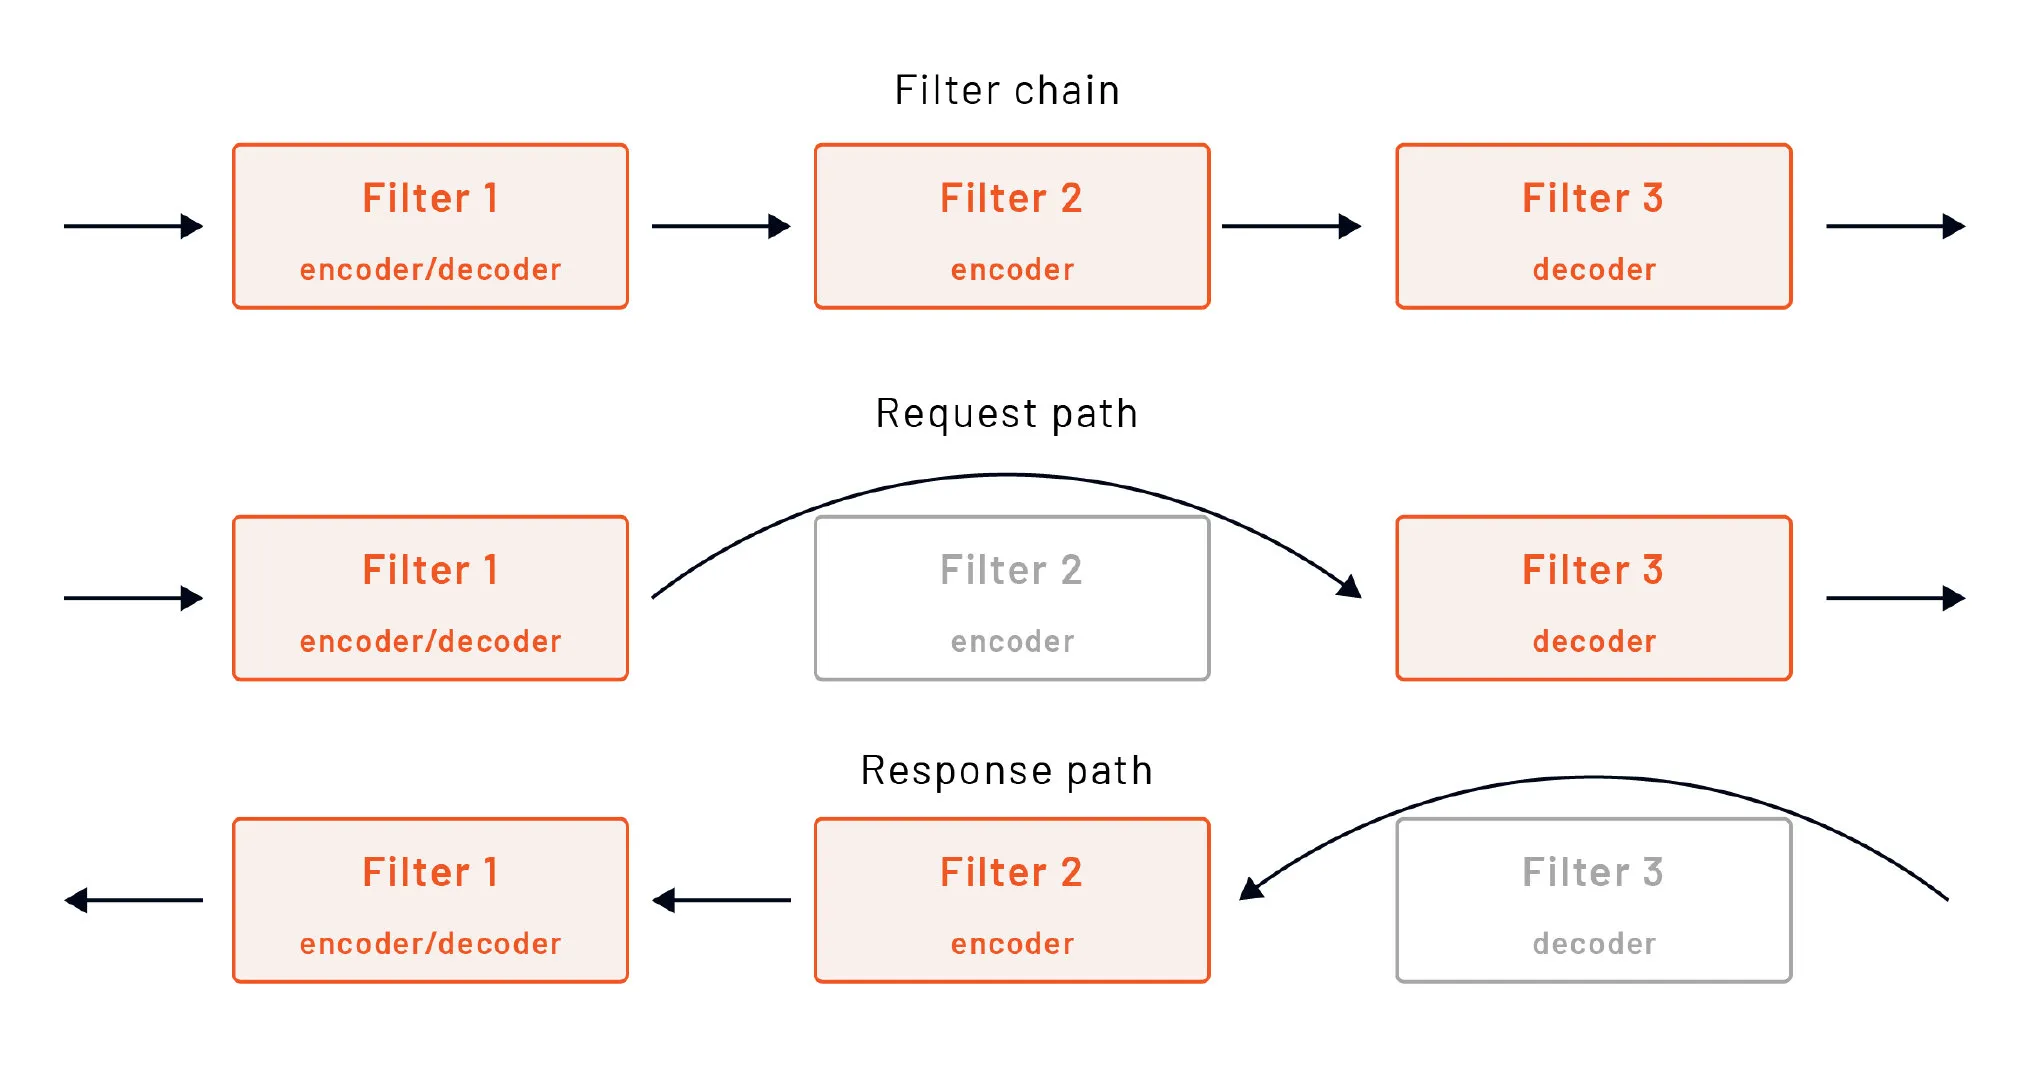 Filter chain
Filter 1
encoder/decoder
Filter 2
encoder
Filter 3
decoder
Request path
Filter 1
encoder/decoder
Filter 2
encoder
Filter 3
decoder
Response path
Filter 1
encoder/decoder
Filter 2
encoder
Filter 3
decoder